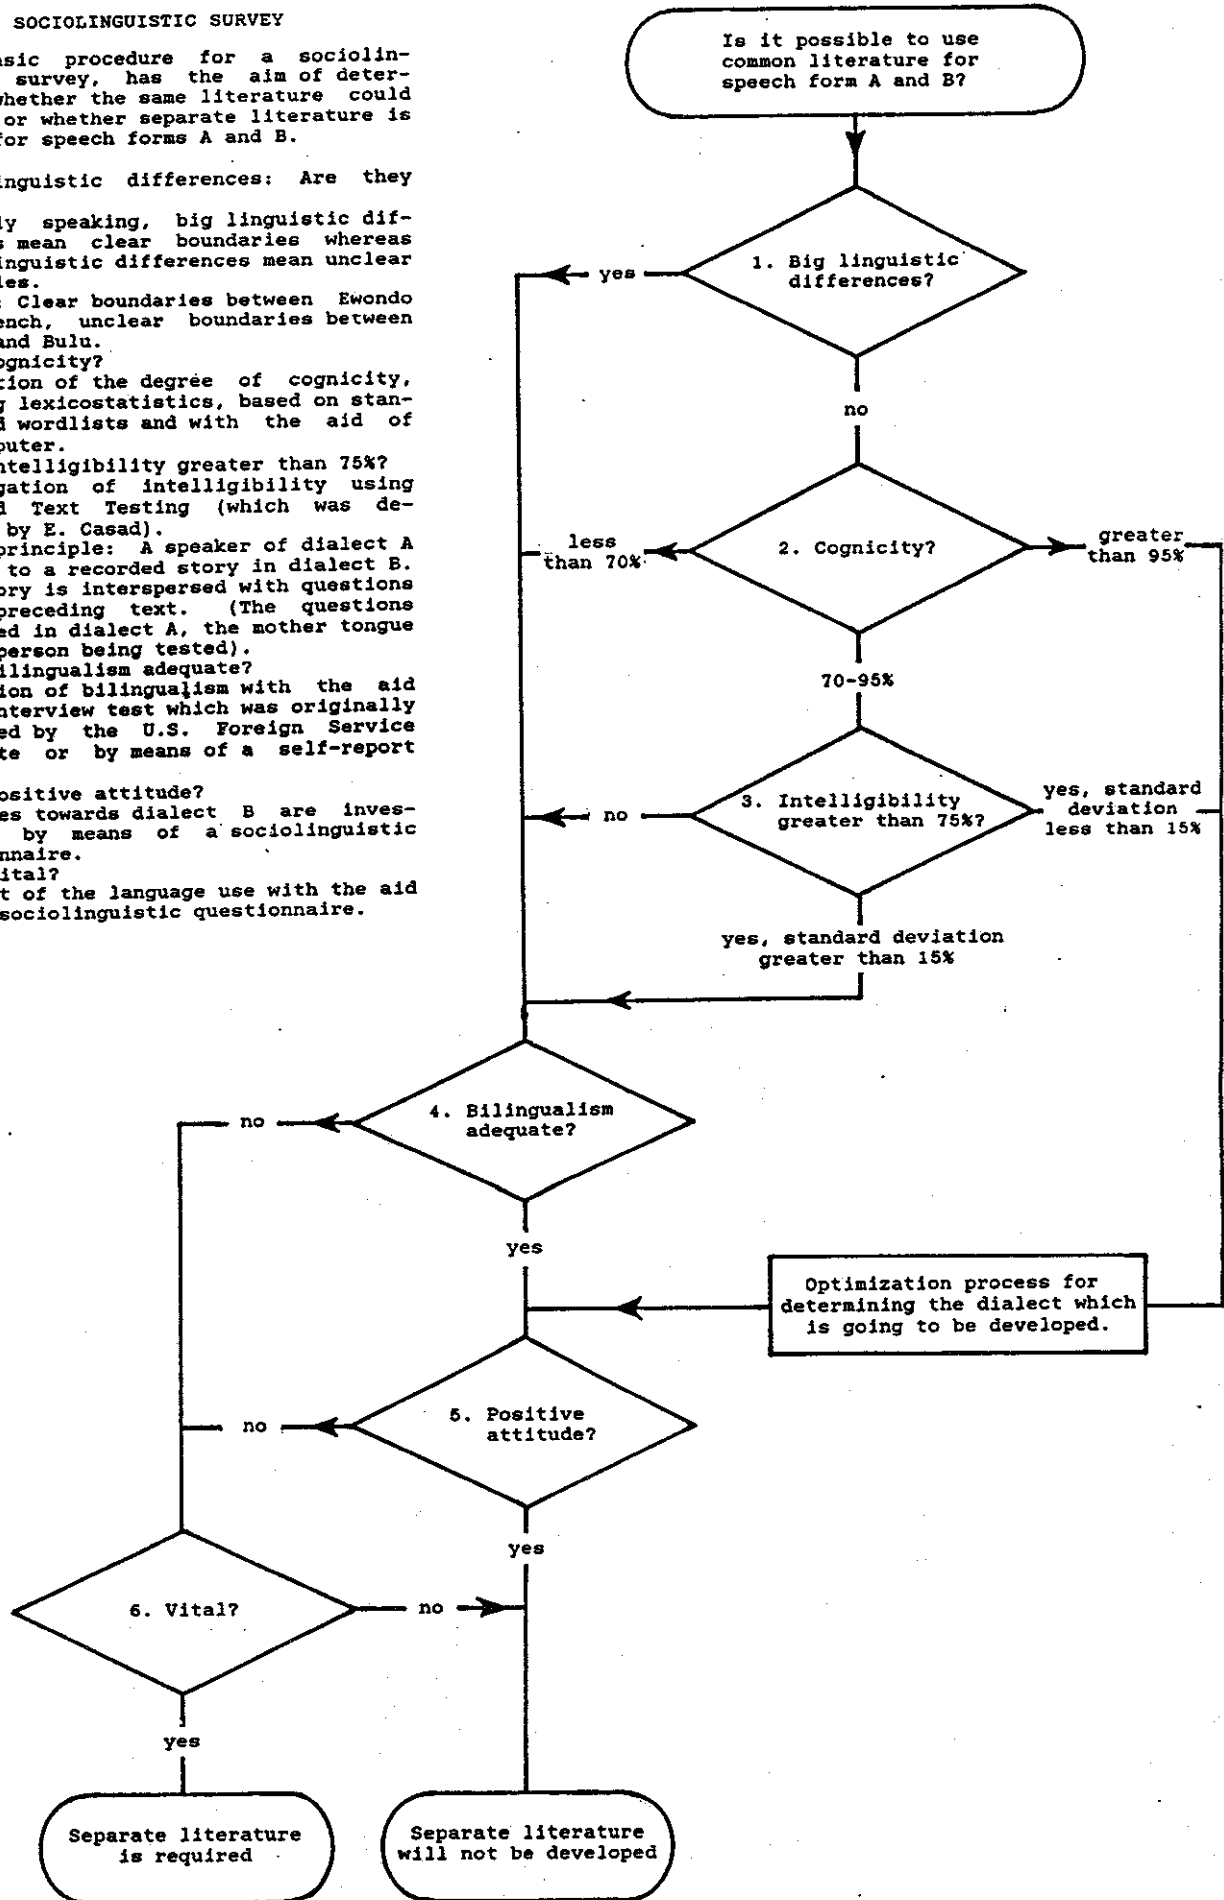 SOCIOLINGUISTIC SURVEY
asic procedure for a sociolin-
survey, has the aim of deter-
whether the same literature could
or whether separate literature is
for speech forms A and B.
inguistic differences: Are they
ly speaking, big linguistic dif-
s mean clear boundaries whereas
inguistic differences mean unclear
ies.
: Clear boundaries between Ewondo
ench, unclear boundaries between
and Bulu.
ognicity?
tion of the degree of cognicity,
g lexicostatistics, based on stan-
d wordlists and with the aid of
puter.
ntelligibility greater than 75%?
gation of intelligibility using
d Text Testing (which was de-
by E. Casad).
principle: A speaker of dialect A
to a recorded story in dialect B.
ory is interspersed with questions
preceding text. (The questions
ed in dialect A, the mother tongue
person being tested).
ilingualism adequate?
tion of bilingualism with the aid
nterview test which was originally
ed by the U.S. Foreign Service
te or by means of a self-report
ositive attitude?
es towards dialect B are inves-
by means of a sociolinguistic
nnaire.
ital?
t of the language use with the aid
sociolinguistic questionnaire.
Is it possible to use
common literature for
speech form A and B?
1. Big linguistic
differences?
yes
no
2. Cognicity?
less
than 70%
greater
than 95%
70-95%
3. Intelligibility
greater than 75%?
no
yes, standard
deviation
less than 15%
yes, standard deviation
greater than 15%
4. Bilingualism
adequate?
no
yes
Optimization process for
determining the dialect which
is going to be developed.
5. Positive
attitude?
no
yes
6. Vital?
no
yes
Separate literature
is required
Separate literature
will not be developed